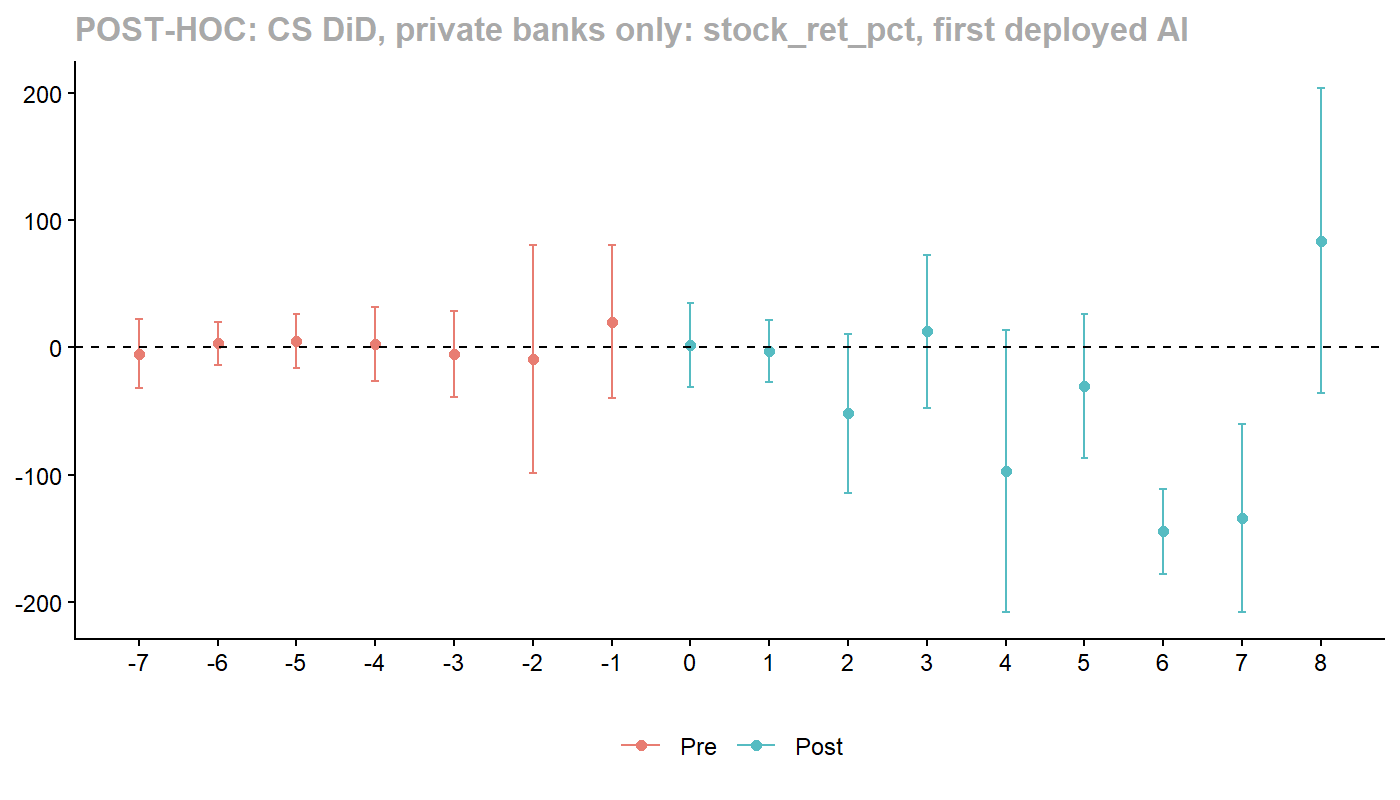 POST-HOC: CS DiD, private banks only: stock_ret_pct, first deployed AI
200
100
0
-100
-200
-7 -6 -5 -4 -3 -2 -1 0 1 2 3 4 5 6 7 8
Pre Post